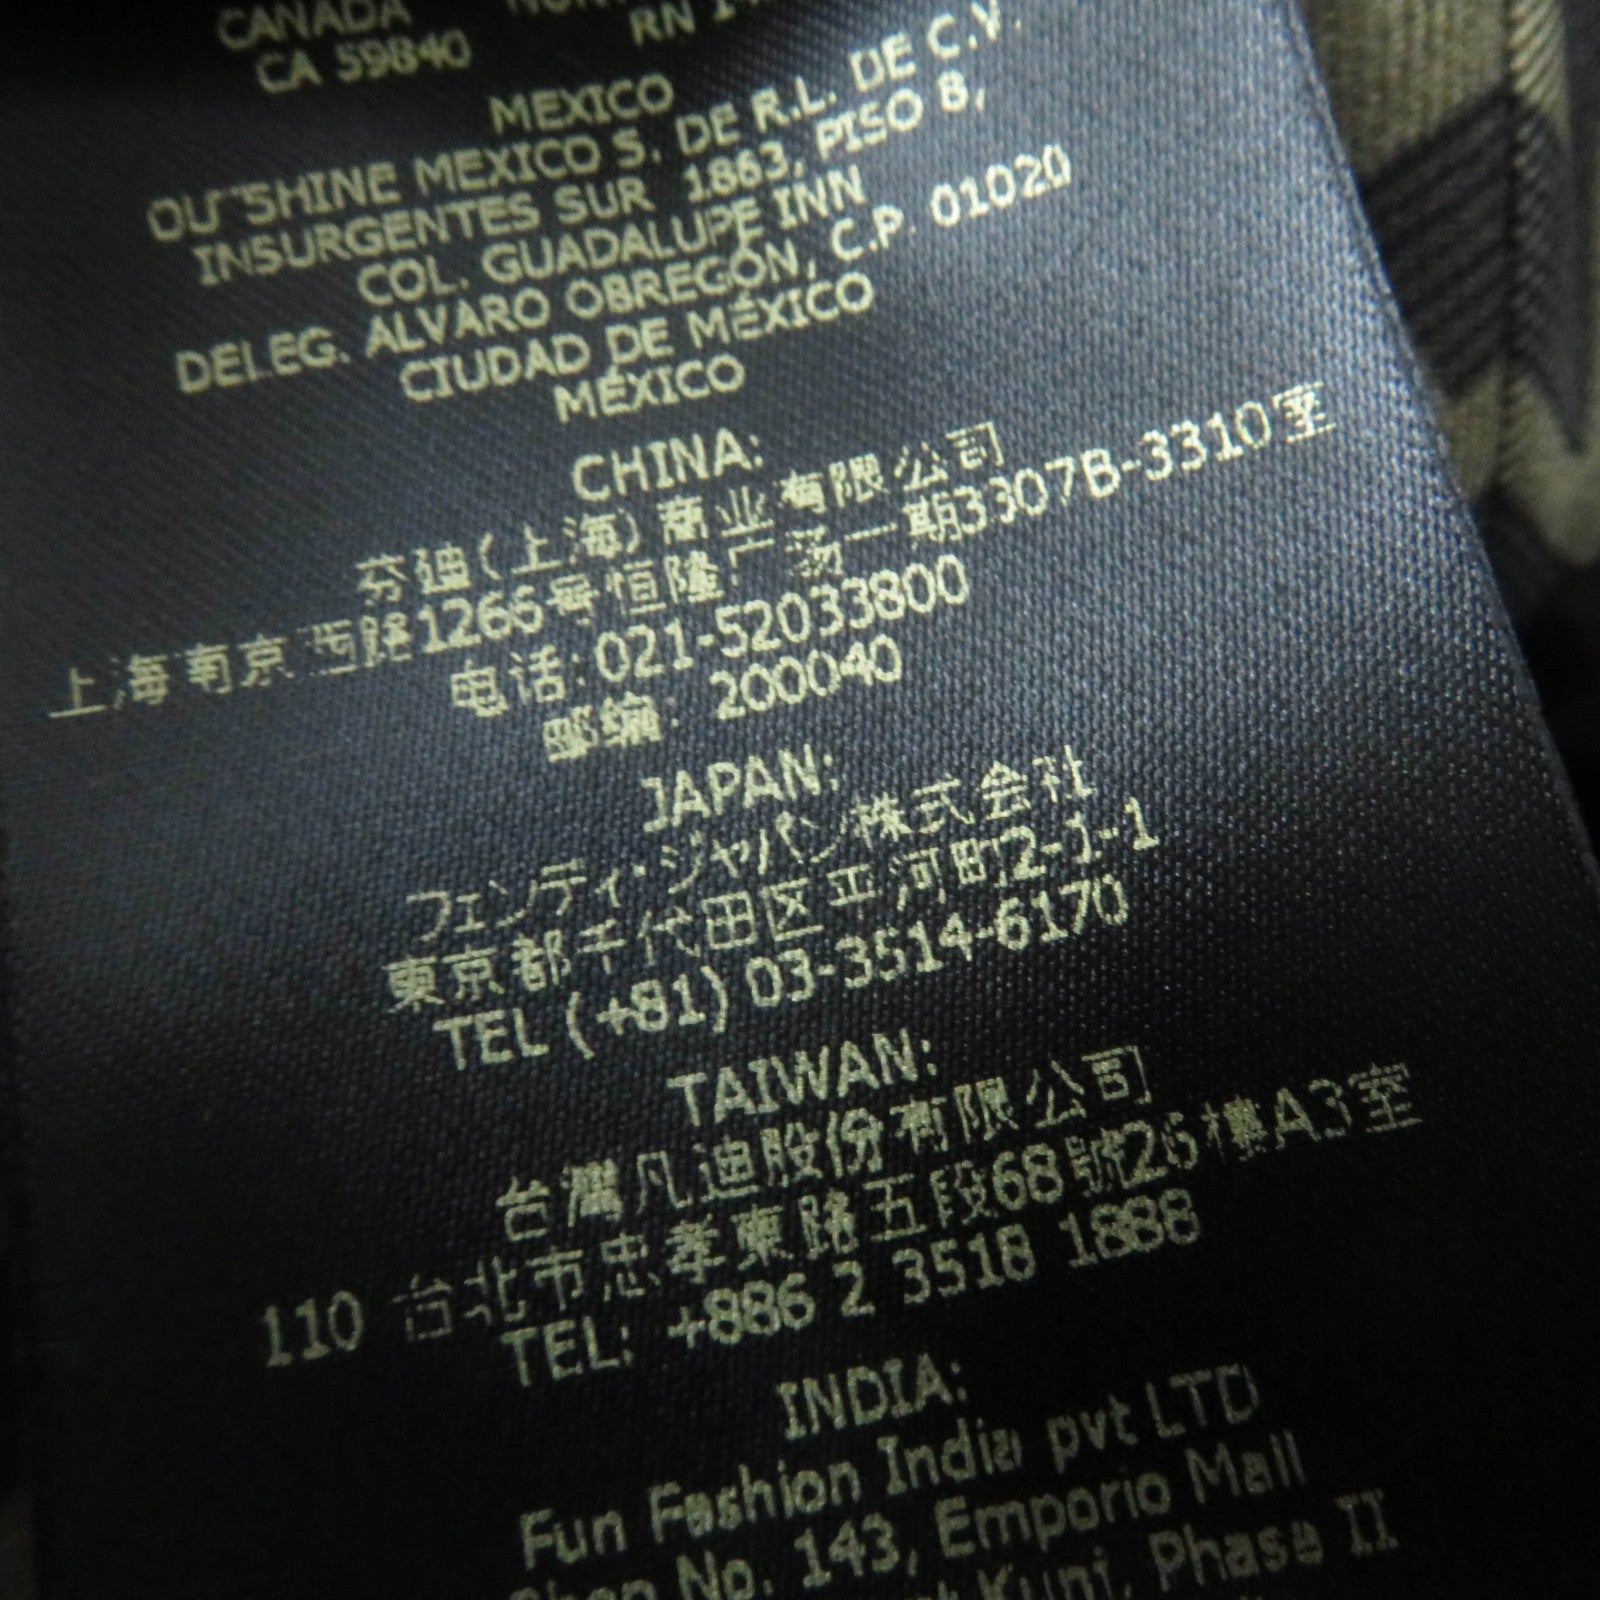 CANADA
CA 59840
RN
MEXICO
OUTSHINE MEXICO S. DE R.L. DE C.V.
INSURGENTES SUR 1863, PISO 8,
COL. GUADALUPE INN
DELEG. ALVARO OBREGÓN, C.P. 01020
CIUDAD DE MÉXICO
MÉXICO
CHINA:
芬迪(上海)商业有限公司
上海南京西路1266号恒隆广场一期3307B-3310室
电话:021-52033800
邮编: 200040
JAPAN:
フェンディ・ジャパン株式会社
東京都千代田区平河町2-1-1
TEL (+81) 03-3514-6170
TAIWAN:
台灣凡迪股份有限公司
110 台北市忠孝東路五段68號26樓A3室
TEL: +886 2 3518 1888
INDIA:
Fun Fashion India pvt LTD
Shop No. 143, Emporio Mall
Kunj, Phase II